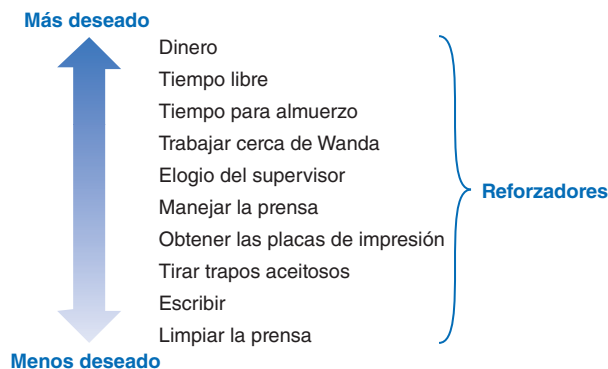 Más deseado
Dinero
Tiempo libre
Tiempo para almuerzo
Trabajar cerca de Wanda
Elogio del supervisor
Manejar la prensa
Reforzadores
Obtener las placas de impresión
Tirar trapos aceitosos
Escribir
Limpiar la prensa
Menos deseado